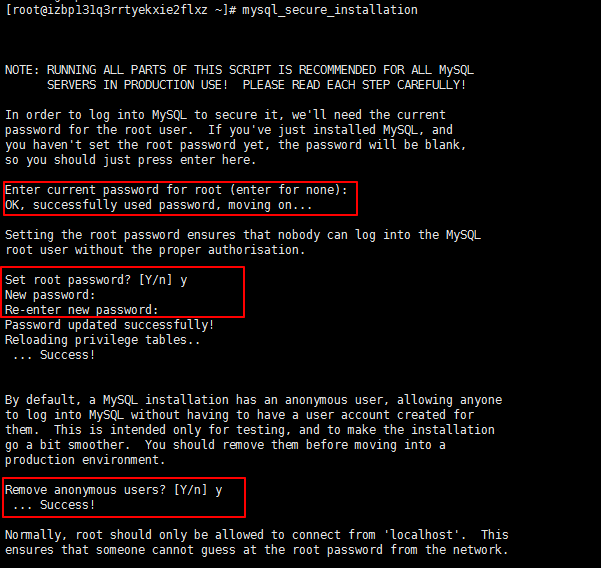 [root@izbp131q3rrtyekxie2flxz ~]# mysql_secure_installation
NOTE: RUNNING ALL PARTS OF THIS SCRIPT IS RECOMMENDED FOR ALL MySQL
SERVERS IN PRODUCTION USE!  PLEASE READ EACH STEP CAREFULLY!
In order to log into MySQL to secure it, we'll need the current
password for the root user.  If you've just installed MySQL, and
you haven't set the root password yet, the password will be blank,
so you should just press enter here.
Enter current password for root (enter for none):
OK, successfully used password, moving on...
Setting the root password ensures that nobody can log into the MySQL
root user without the proper authorisation.
Set root password? [Y/n] y
New password:
Re-enter new password:
Password updated successfully!
Reloading privilege tables..
... Success!
By default, a MySQL installation has an anonymous user, allowing anyone
to log into MySQL without having to have a user account created for
them.  This is intended only for testing, and to make the installation
go a bit smoother.  You should remove them before moving into a
production environment.
Remove anonymous users? [Y/n] y
... Success!
Normally, root should only be allowed to connect from 'localhost'.  This
ensures that someone cannot guess at the root password from the network.